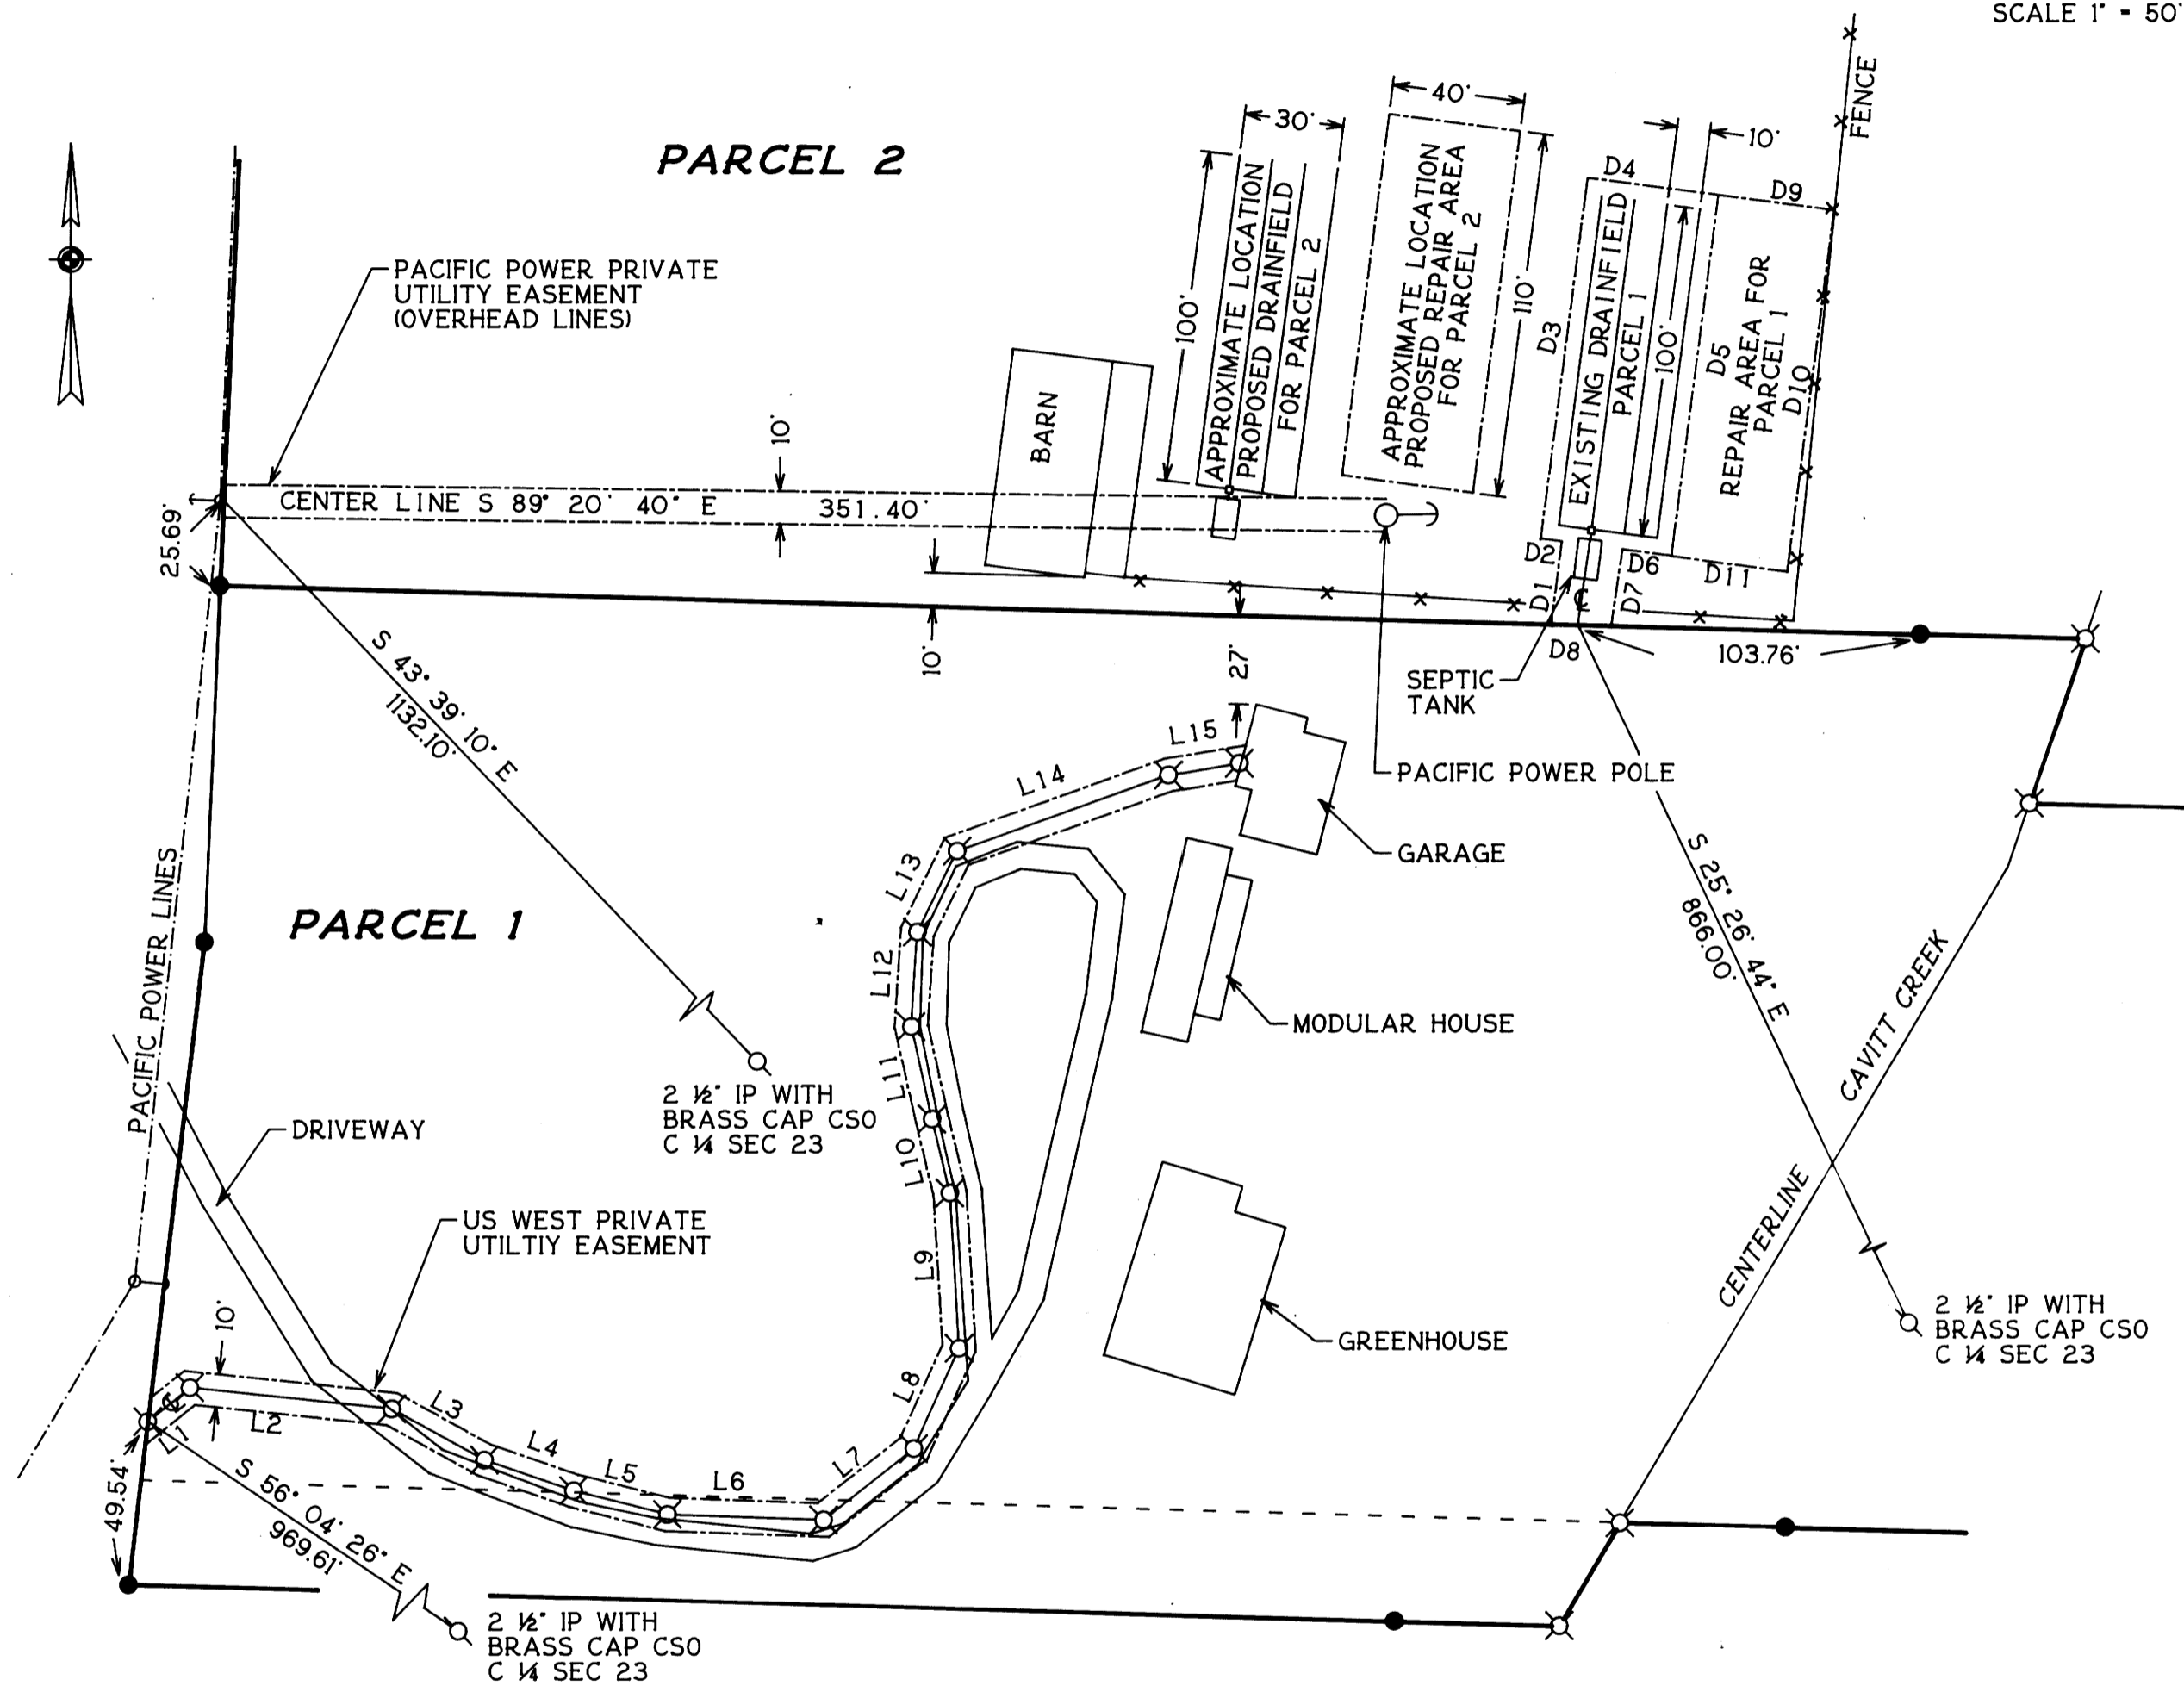 SCALE 1" - 50'
FENCE
40'
30'
10'
PARCEL 2
D4
D9
PACIFIC POWER PRIVATE
UTILITY EASEMENT
(OVERHEAD LINES)
100'
APPROXIMATE LOCATION
PROPOSED DRAINFIELD
FOR PARCEL 2
APPROXIMATE LOCATION
PROPOSED REPAIR AREA
FOR PARCEL 2
110'
D3
EXISTING DRAINFIELD
PARCEL 1
100'
D5
REPAIR AREA FOR
PARCEL 1
D10
BARN
10'
CENTER LINE S 89° 20' 40" E 351.40'
25.69'
D2
D1
D6
D7
D11
D8
103.76'
10'
27'
SEPTIC
TANK
S 43° 39' 10" E
1132.10'
L15
L14
PACIFIC POWER POLE
GARAGE
L13
PARCEL 1
PACIFIC POWER LINES
S 25° 26' 44" E
866.00'
L12
CENTERLINE CAVITT CREEK
MODULAR HOUSE
L11
2 ½" IP WITH
BRASS CAP CSO
C ¼ SEC 23
DRIVEWAY
L10
US WEST PRIVATE
UTILTIY EASEMENT
L9
10'
GREENHOUSE
2 ½" IP WITH
BRASS CAP CSO
C ¼ SEC 23
L8
L3
L2
L1
L4
L5
L6
L7
49.54'
S 56° 04' 26" E
969.61'
2 ½" IP WITH
BRASS CAP CSO
C ¼ SEC 23